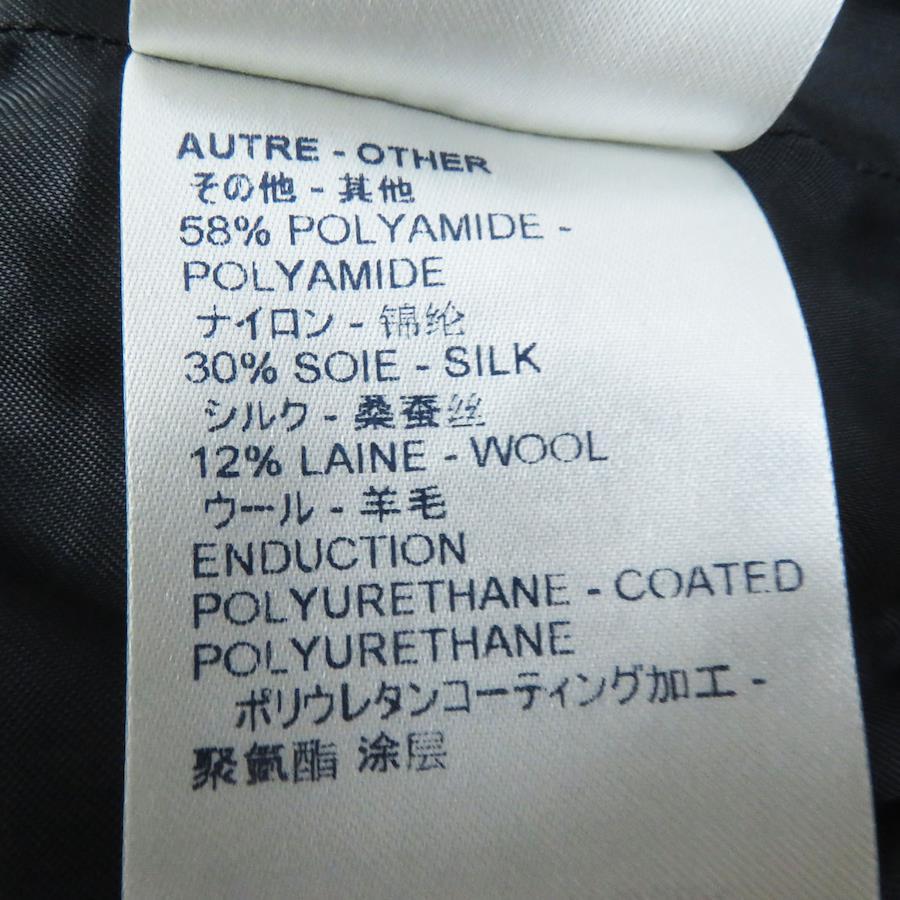 AUTRE - OTHER
その他 - 其他
58% POLYAMIDE -
POLYAMIDE
ナイロン - 锦纶
30% SOIE - SILK
シルク - 桑蚕丝
12% LAINE - WOOL
ウール - 羊毛
ENDUCTION
POLYURETHANE - COATED
POLYURETHANE
ポリウレタンコーティング加工 -
聚氨酯 涂层